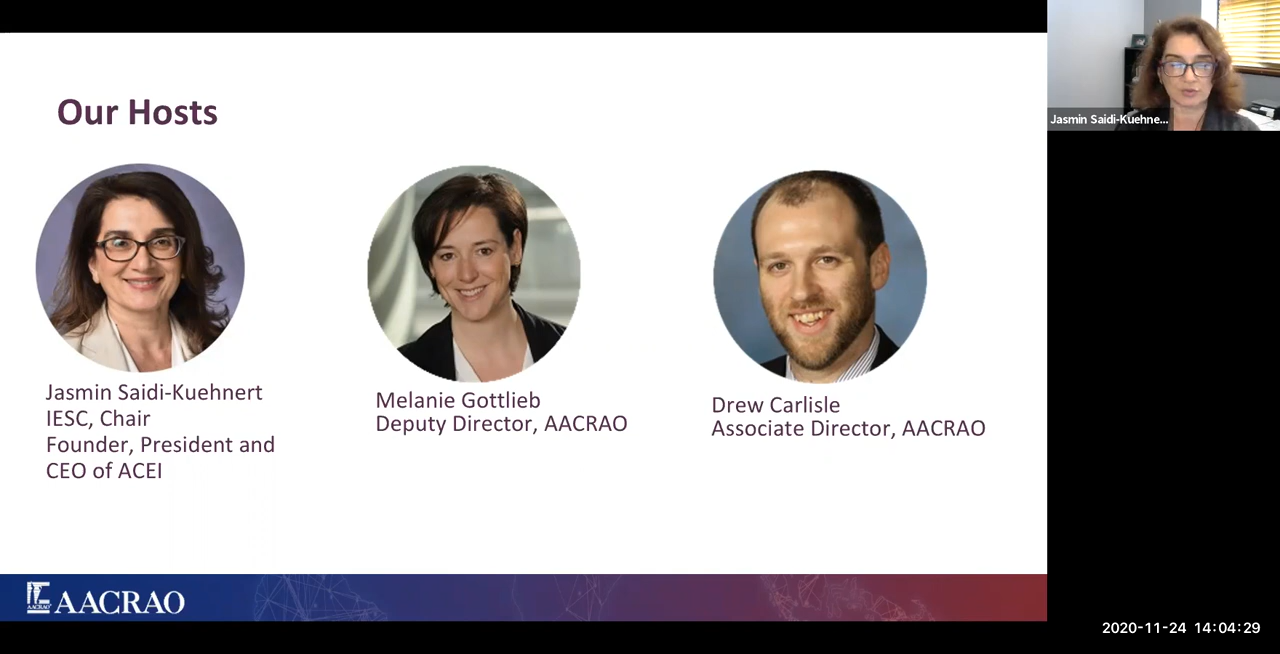 Our Hosts
Jasmin Saidi-Kuehnert
IESC, Chair
Founder, President and
CEO of ACEI
Melanie Gottlieb
Deputy Director, AACRAO
Drew Carlisle
Associate Director, AACRAO
AACRAO
AACRAO
Jasmin Saidi-Kuehne...
2020-11-24 14:04:29